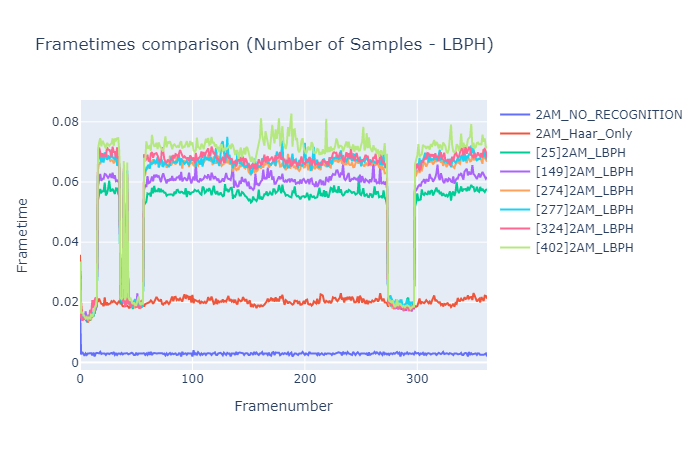 Frametimes comparison (Number of Samples - LBPH)
2AM_NO_RECOGNITION
2AM_Haar_Only
[25]2AM_LBPH
[149]2AM_LBPH
[274]2AM_LBPH
[277]2AM_LBPH
[324]2AM_LBPH
[402]2AM_LBPH
Frametime
0.08
0.06
0.04
0.02
0
0
100
200
300
Framenumber